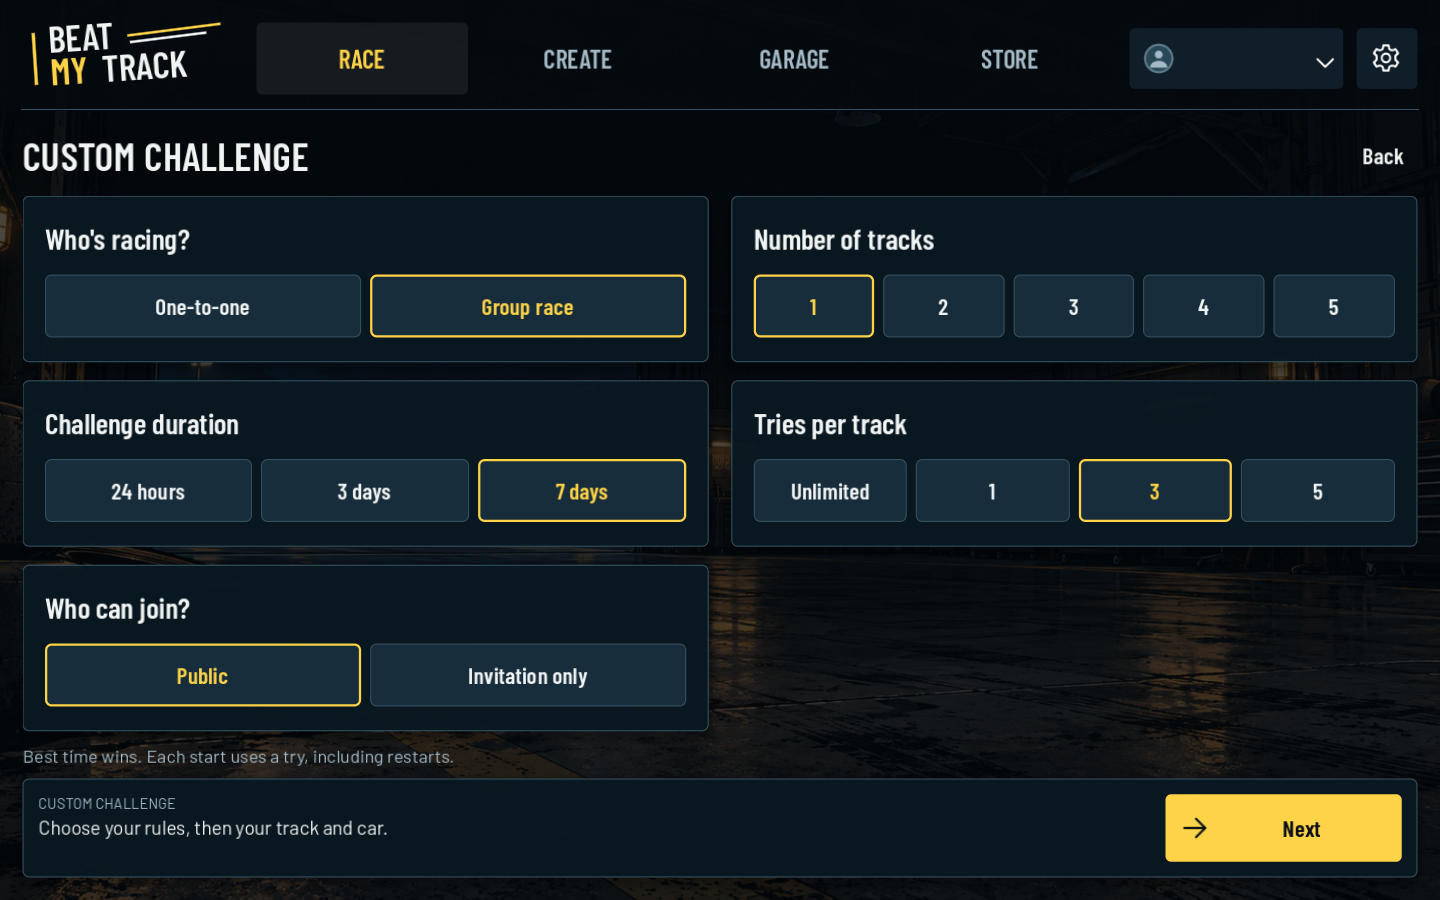 BEAT
MY TRACK
RACE
CREATE
GARAGE
STORE
CUSTOM CHALLENGE
Back
Who's racing?
One-to-one
Group race
Number of tracks
1
2
3
4
5
Challenge duration
24 hours
3 days
7 days
Tries per track
Unlimited
1
3
5
Who can join?
Public
Invitation only
Best time wins. Each start uses a try, including restarts.
CUSTOM CHALLENGE
Choose your rules, then your track and car.
Next